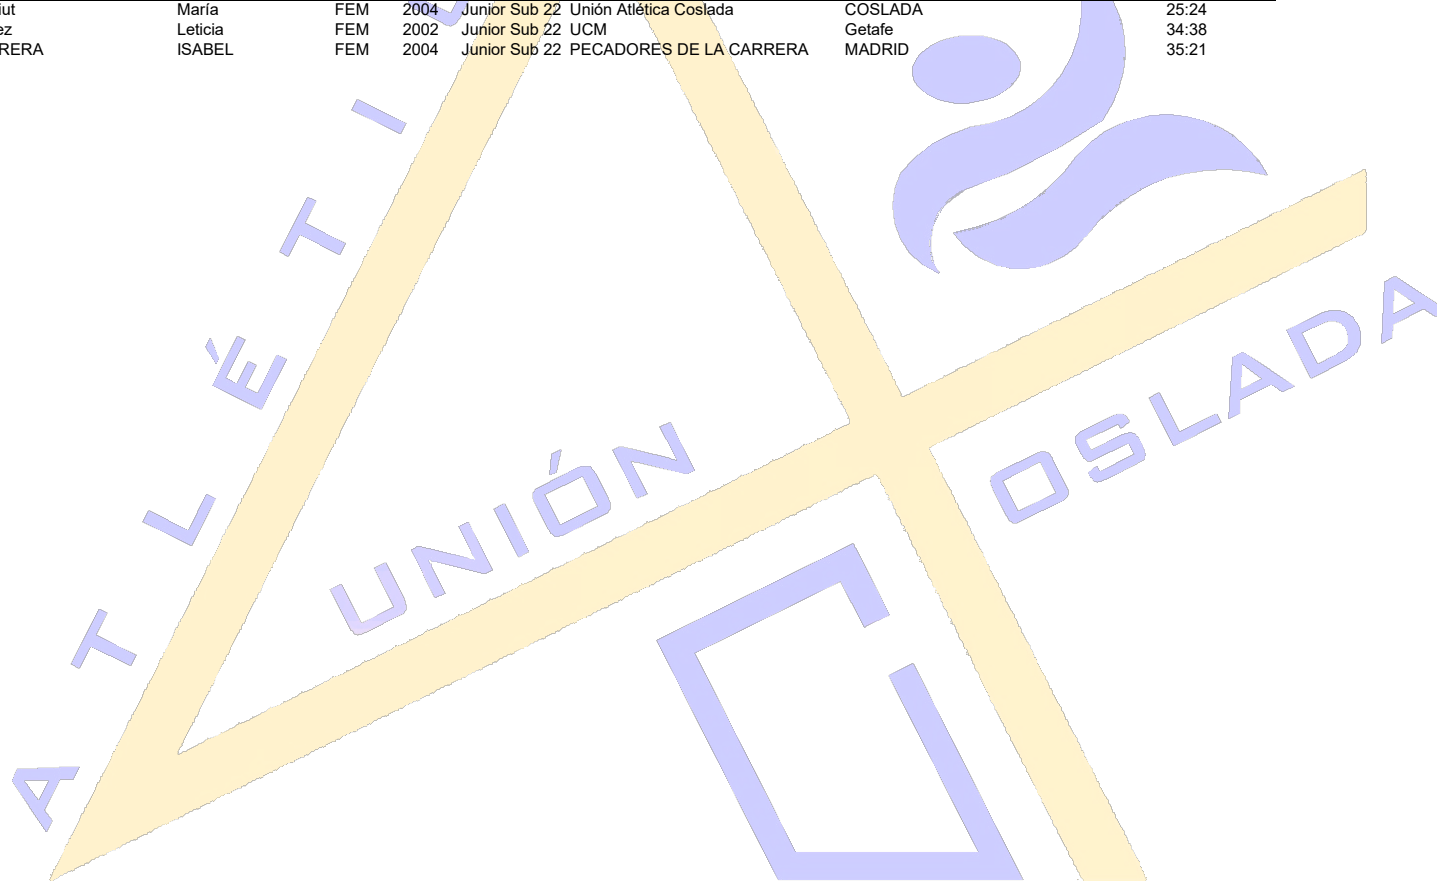 iut María FEM 2004 Junior Sub 22 Unión Atlética Coslada COSLADA 25:24
ez Leticia FEM 2002 Junior Sub 22 UCM Getafe 34:38
RERA ISABEL FEM 2004 Junior Sub 22 PECADORES DE LA CARRERA MADRID 35:21
ATLÉTI
UNIÓN
OSLADA